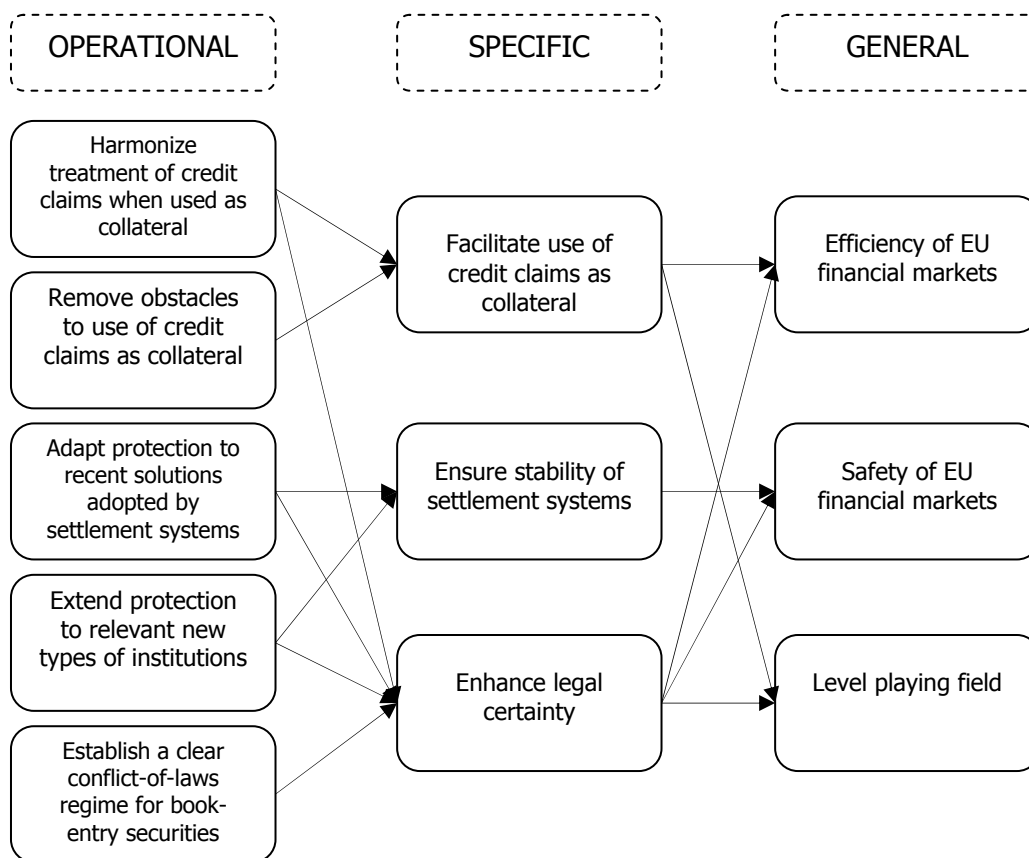 OPERATIONAL
SPECIFIC
GENERAL
Harmonize
treatment of credit
claims when used as
collateral
Remove obstacles
to use of credit
claims as collateral
Adapt protection to
recent solutions
adopted by
settlement systems
Extend protection
to relevant new
types of institutions
Establish a clear
conflict-of-laws
regime for book-
entry securities
Facilitate use of
credit claims as
collateral
Ensure stability of
settlement systems
Enhance legal
certainty
Efficiency of EU
financial markets
Safety of EU
financial markets
Level playing field